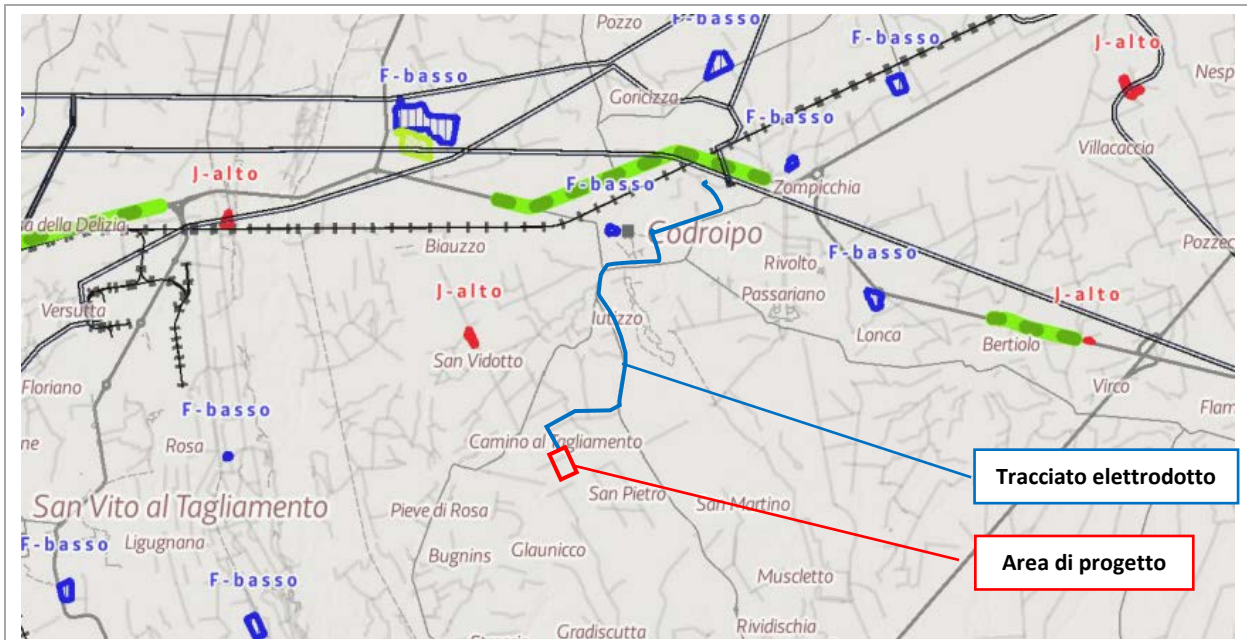 Pozzo
F-basso
F-basso
J-alto
Nesp
F-basso
Goricizza
F-basso
Villacaccia
J-alto
F-basso
Zompicchia
sa della Delizia
Biauzzo
Codroipo
Pozzec
Rivolto
F-basso
Versutta
J-alto
Passariano
J-alto
Iutizzo
San Vidotto
Lonca
Bertiolo
Floriano
Virco
F-basso
Flam
ne
Rosa
Camino al Tagliamento
Tracciato elettrodotto
San Vito al Tagliamento
San Pietro
San Martino
Pieve di Rosa
F-basso
Ligugnana
Bugnins
Glaunicco
Area di progetto
F-basso
Muscletto
Gradiscutta
Rividischia